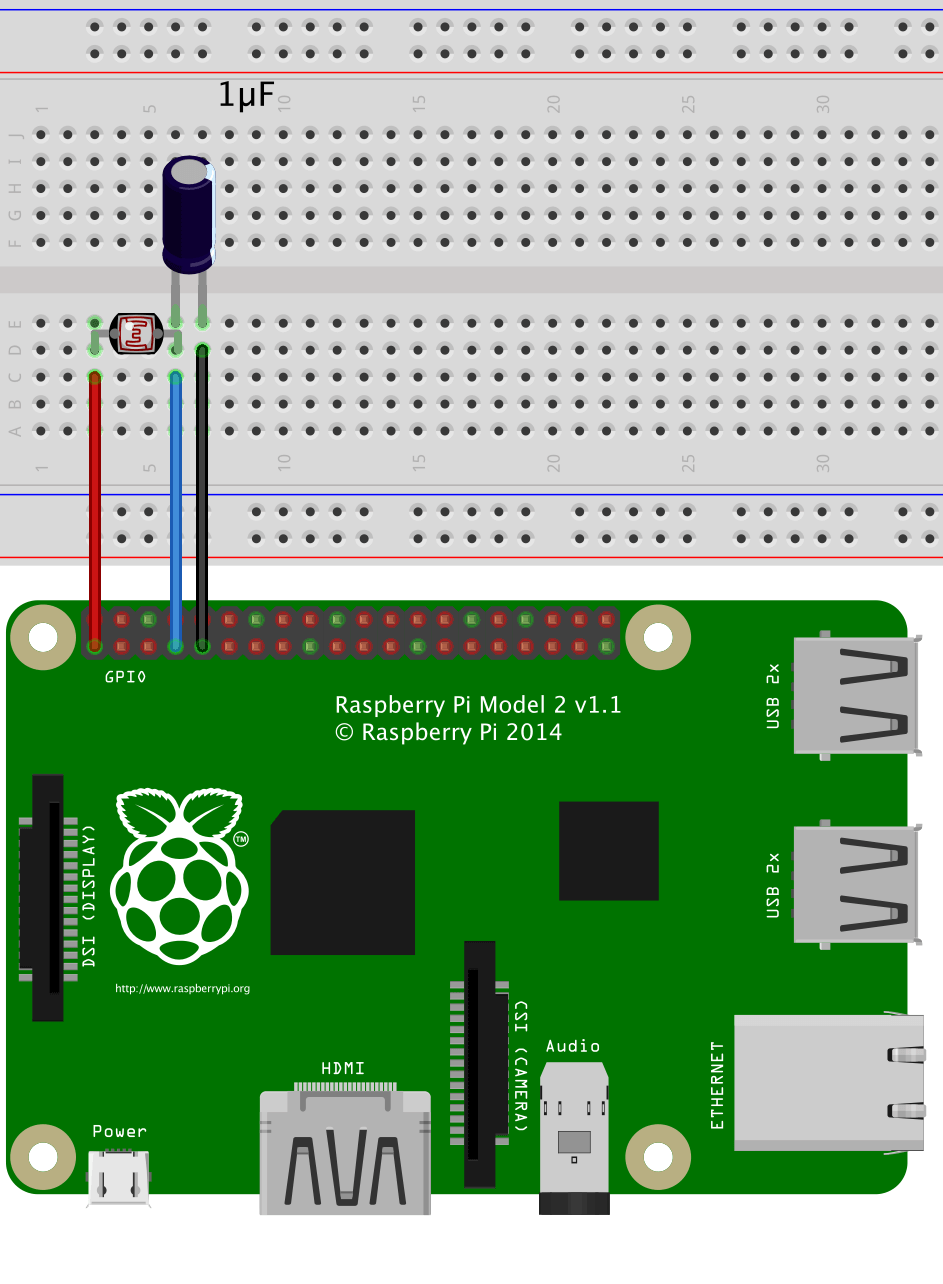 1µF
1 5 10 15 20 25 30
J
I
H
G
F
E
D
C
B
A
1 5 10 15 20 25 30
GPIO
Raspberry Pi Model 2 v1.1
© Raspberry Pi 2014
USB 2x
USB 2x
DSI (DISPLAY)
TM
http://www.raspberrypi.org
CSI (CAMERA)
Audio
ETHERNET
HDMI
Power